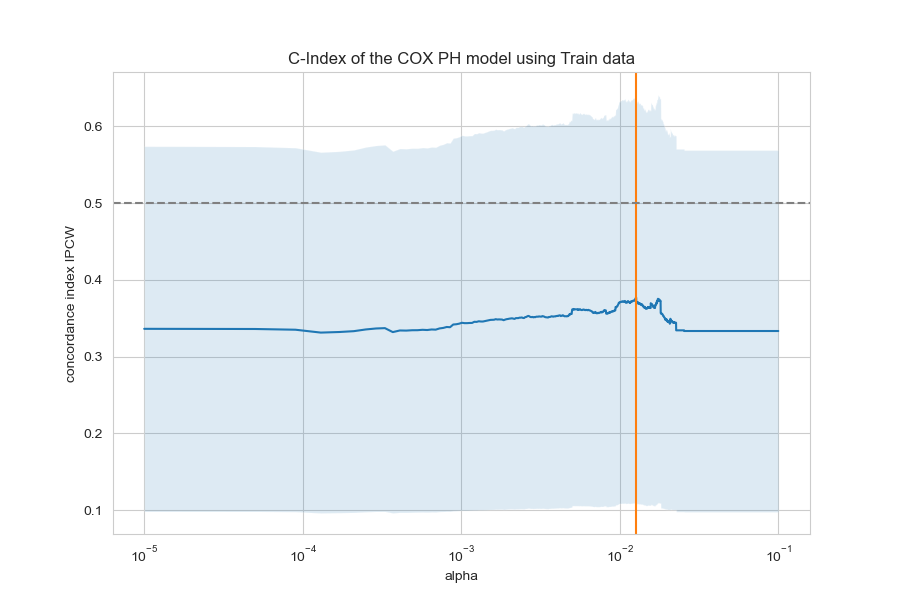 C-Index of the COX PH model using Train data
concordance index IPCW
0.6
0.5
0.4
0.3
0.2
0.1
10⁻⁵ 10⁻⁴ 10⁻³ 10⁻² 10⁻¹
alpha